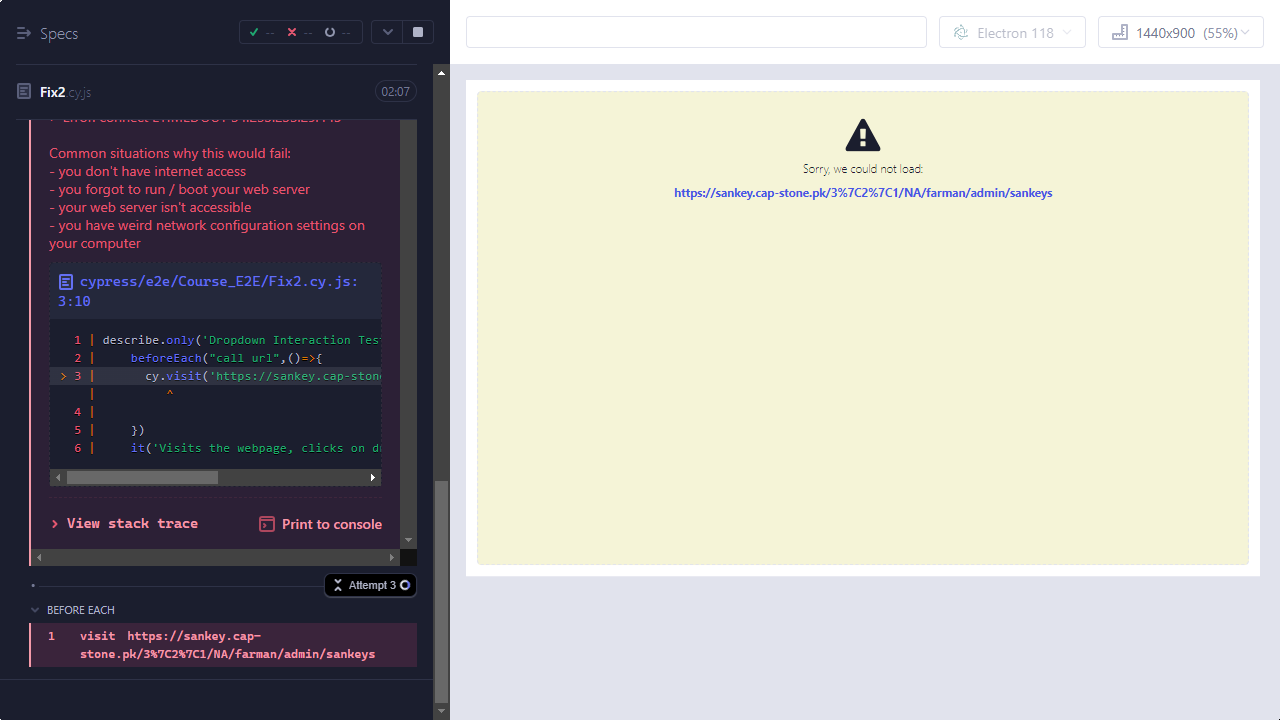 Specs
-- -- --
Electron 118
1440x900 (55%)
Fix2.cy.js
02:07
Common situations why this would fail:
- you don't have internet access
- you forgot to run / boot your web server
- your web server isn't accessible
- you have weird network configuration settings on
your computer
cypress/e2e/Course_E2E/Fix2.cy.js:
3:10
1 | describe.only('Dropdown Interaction Tes
2 | beforeEach("call url",()=>{
> 3 | cy.visit('https://sankey.cap-ston
| ^
4 |
5 | })
6 | it('Visits the webpage, clicks on d
View stack trace
Print to console
Attempt 3
BEFORE EACH
1 visit https://sankey.cap-
stone.pk/3%7C2%7C1/NA/farman/admin/sankeys
Sorry, we could not load:
https://sankey.cap-stone.pk/3%7C2%7C1/NA/farman/admin/sankeys